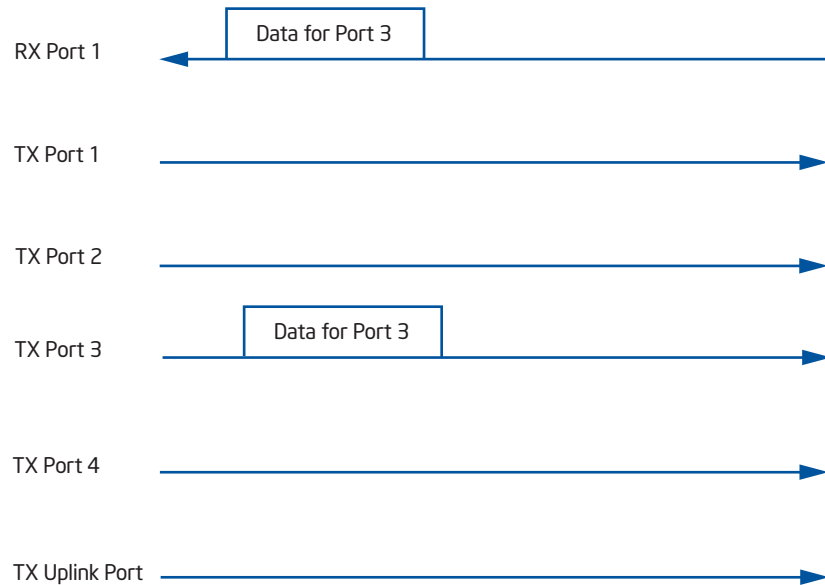 Data for Port 3
RX Port 1
TX Port 1
TX Port 2
Data for Port 3
TX Port 3
TX Port 4
TX Uplink Port